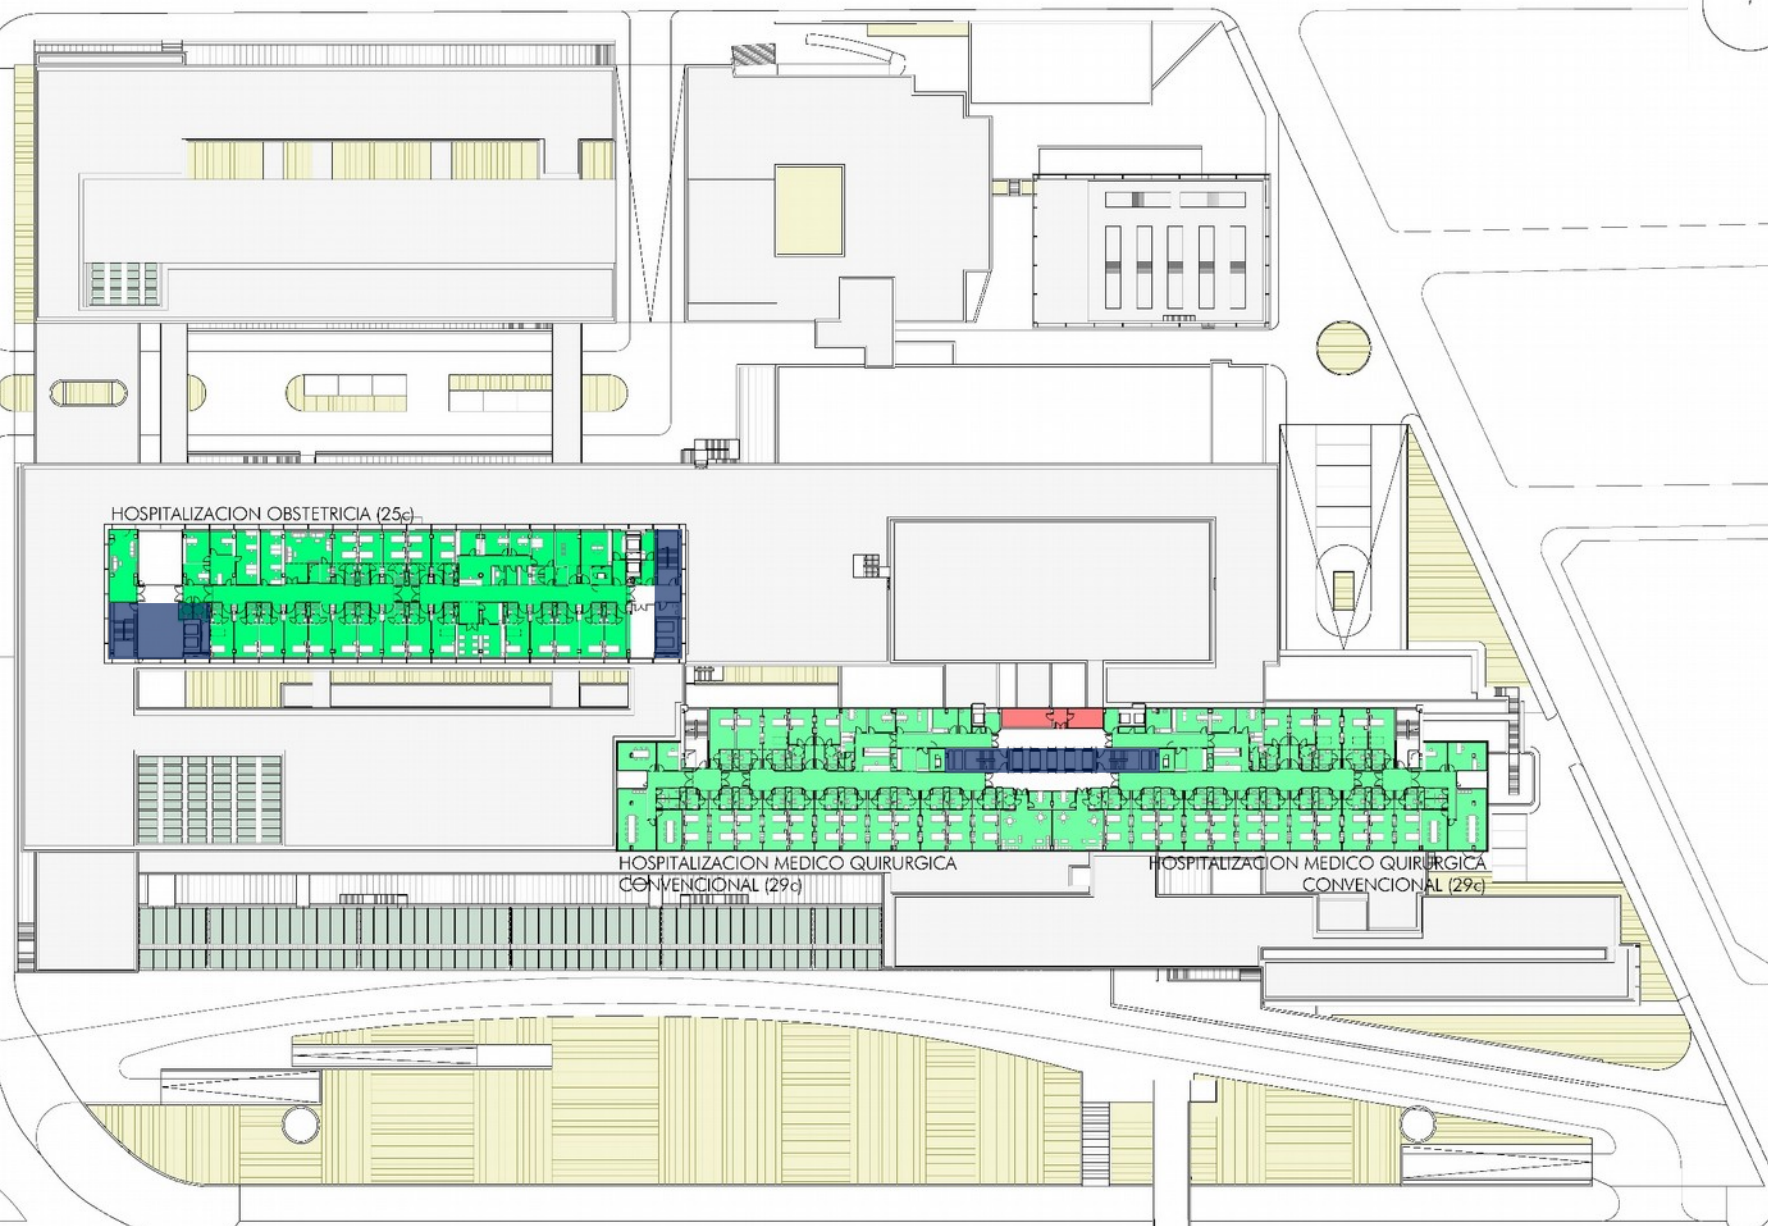 HOSPITALIZACION OBSTETRICIA (25c)
HOSPITALIZACION MEDICO QUIRURGICA
CONVENCIONAL (29c)
HOSPITALIZACION MEDICO QUIRURGICA
CONVENCIONAL (29c)